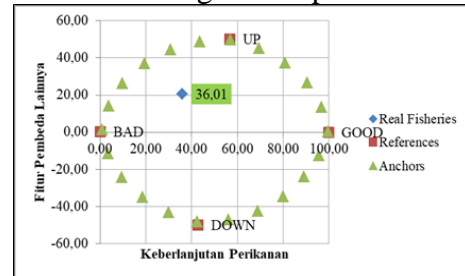 60,00
UP
40,00
20,00
36,01
Real Fisheries
0,00
BAD
GOOD
References
0,00 20,00 40,00 60,00 80,00 100,00
Anchors
-20,00
-40,00
DOWN
-60,00
Fitur Pembeda Lainnya
Keberlanjutan Perikanan